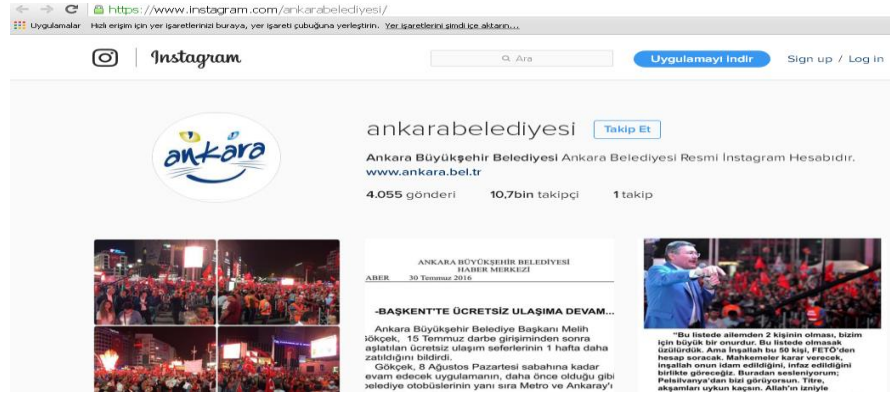 https://www.instagram.com/ankarabelediyesi/
Uygulamalar Hızlı erişim için yer işaretlerinizi buraya, yer işareti çubuğuna yerleştirin. Yer işaretlerini şimdi içe aktarın...
Instagram
Ara
Uygulamayı indir
Sign up / Log in
ankara
ankarabelediyesi Takip Et
Ankara Büyükşehir Belediyesi Ankara Belediyesi Resmi İnstagram Hesabıdır.
www.ankara.bel.tr
4.055 gönderi 10,7bin takipçi 1 takip
ANKARA BÜYÜKŞEHİR BELEDİYESİ
HABER MERKEZİ
ABER 30 Temmuz 2016
-BAŞKENT'TE ÜCRETSİZ ULAŞIMA DEVAM...
Ankara Büyükşehir Belediye Başkanı Melih
ökçek, 15 Temmuz darbe girişiminden sonra
aşlatılan ücretsiz ulaşım seferlerinin 1 hafta daha
zatıldığını bildirdi.
Gökçek, 8 Ağustos Pazartesi sabahına kadar
evam edecek uygulamanın, daha önce olduğu gibi
belediye otobüslerinin yanı sıra Metro ve Ankaray'ı
"Bu listede ailemden 2 kişinin olması, bizim
için büyük bir onurdur. Bu listede olmasak
üzülürdük. Ama İnşallah bu 50 kişi, FETÖ'den
hesap soracak. Mahkemeler karar verecek,
inşallah onun idam edildiğini, infaz edildiğini
birlikte göreceğiz. Buradan sesleniyorum;
Pelsilvanya'dan bizi görüyorsun. Titre,
akşamları uykun kaçsın. Allah'ın izniyle